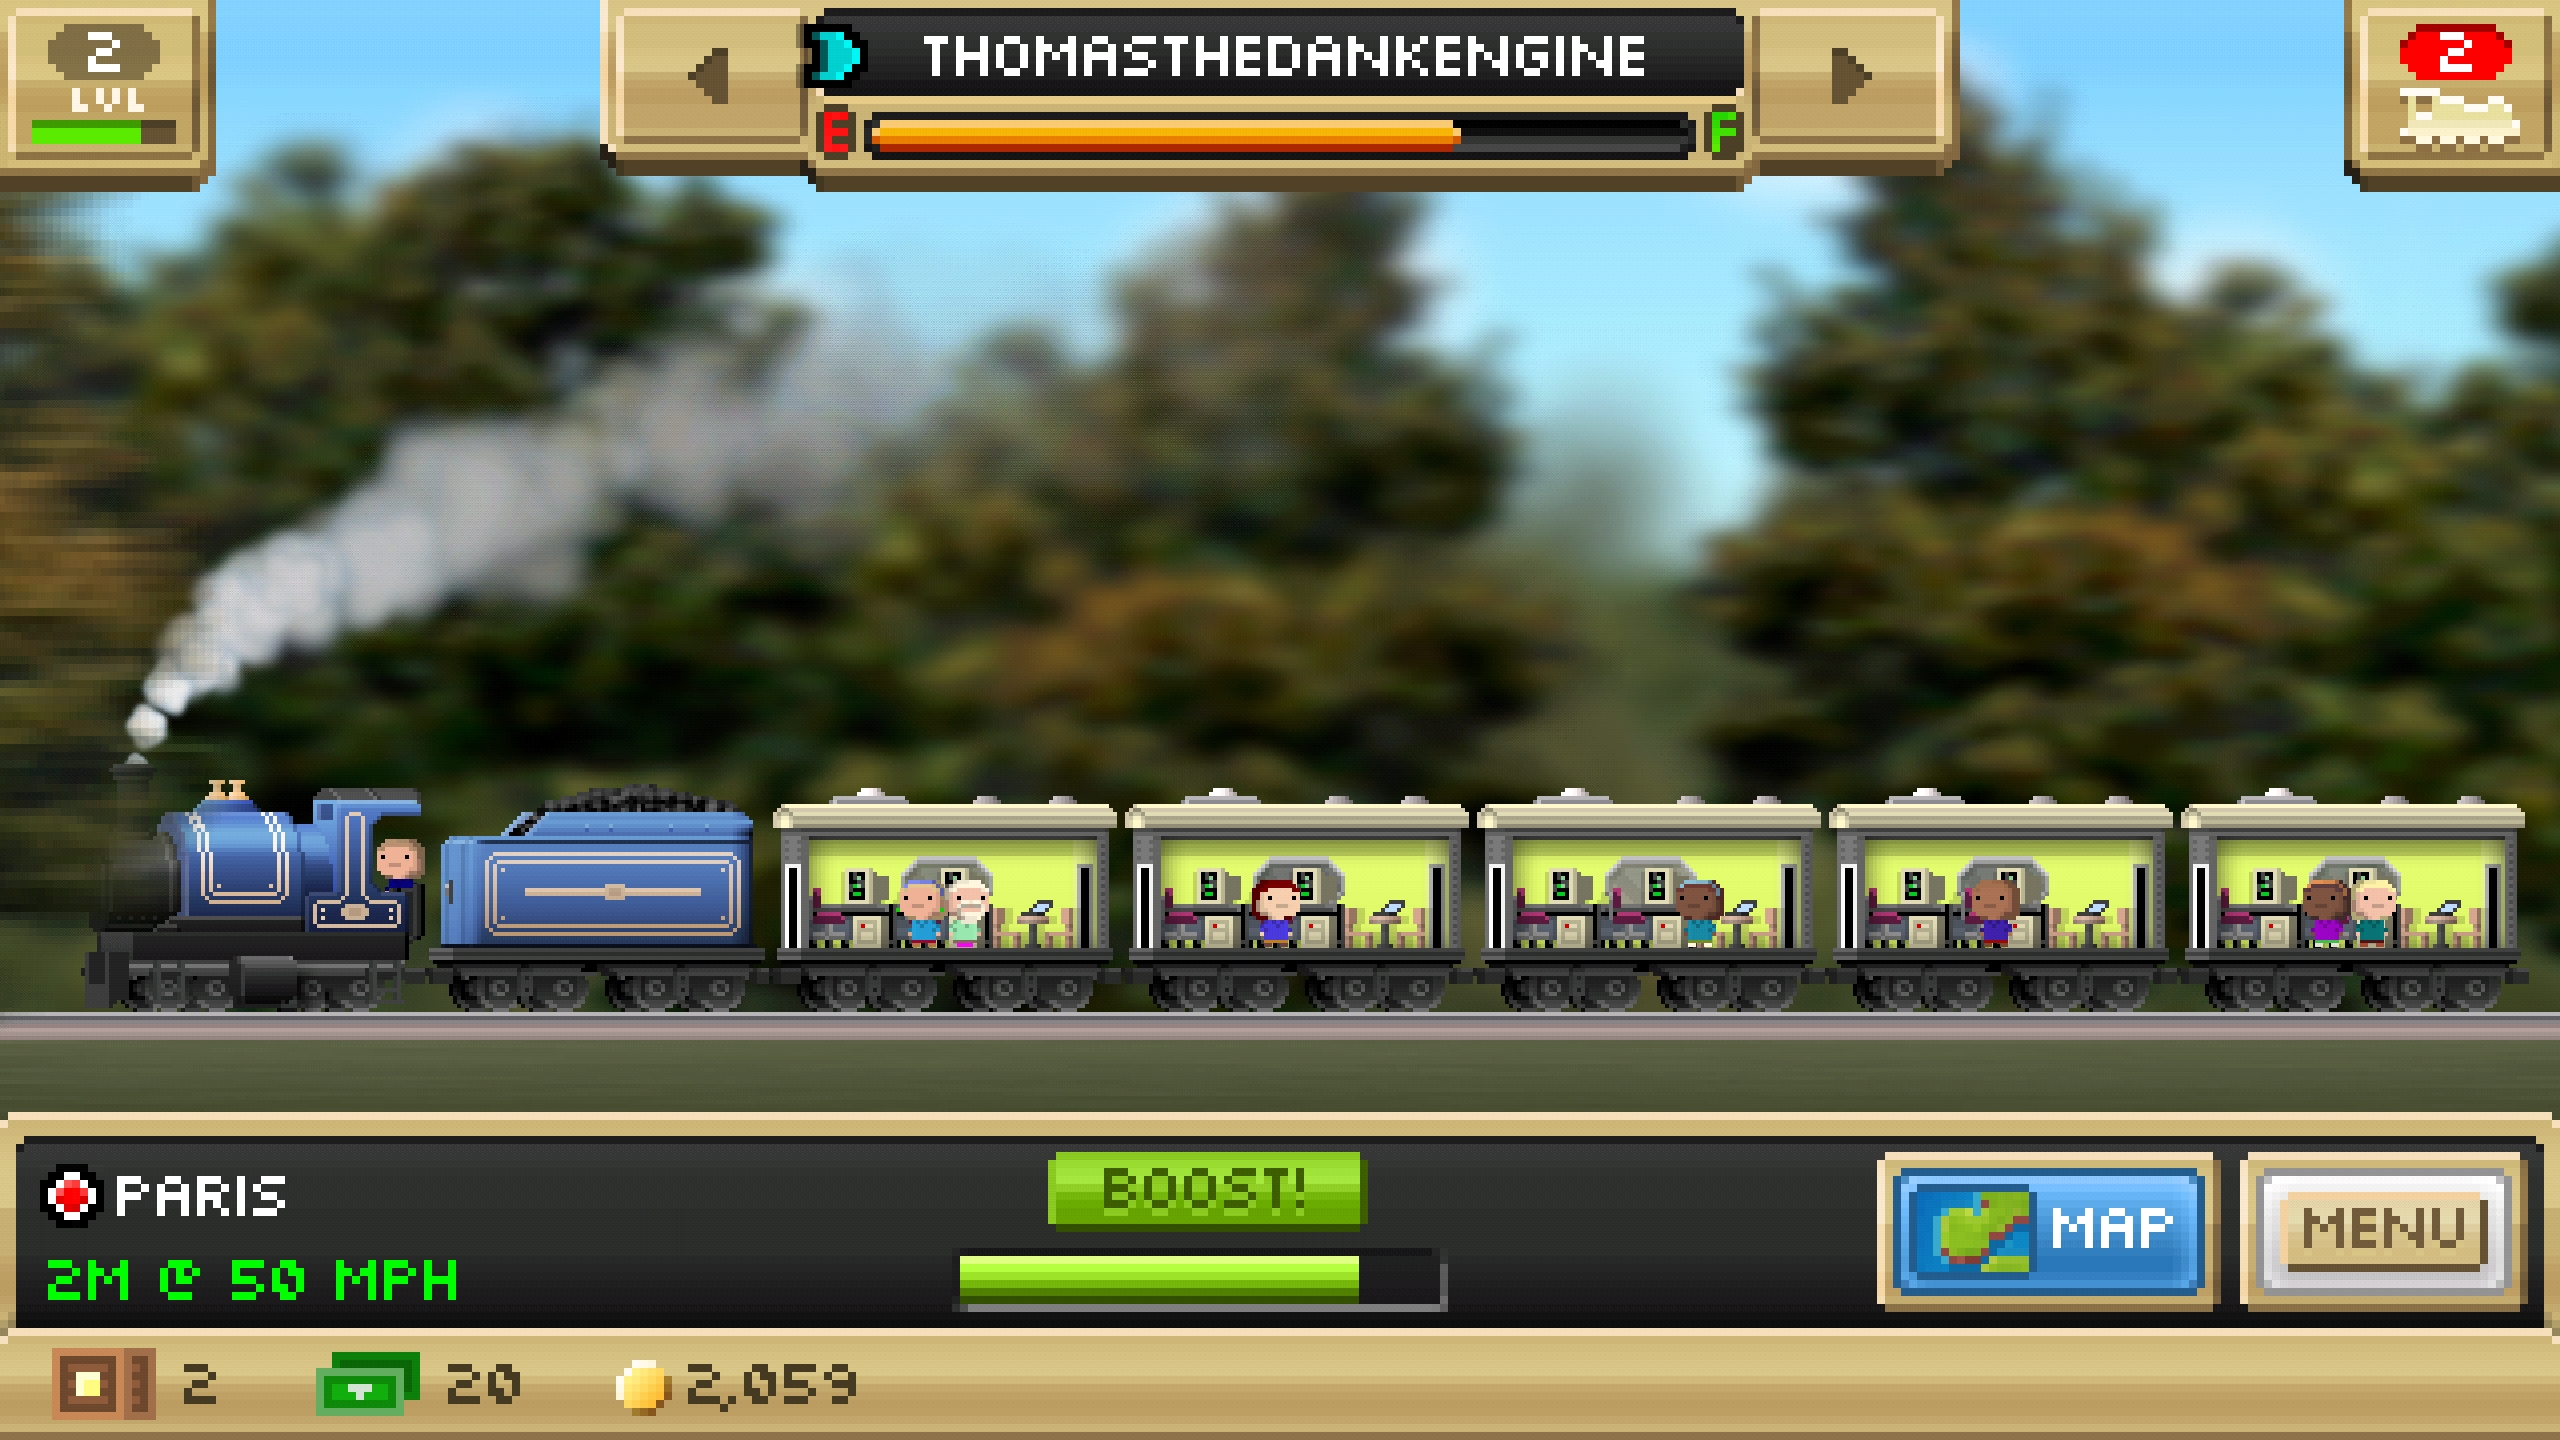 2
LVL
THOMASTHEDANKENGINE
E F
2
PARIS
BOOST!
2M @ 50 MPH
MAP
MENU
2
20
2,059